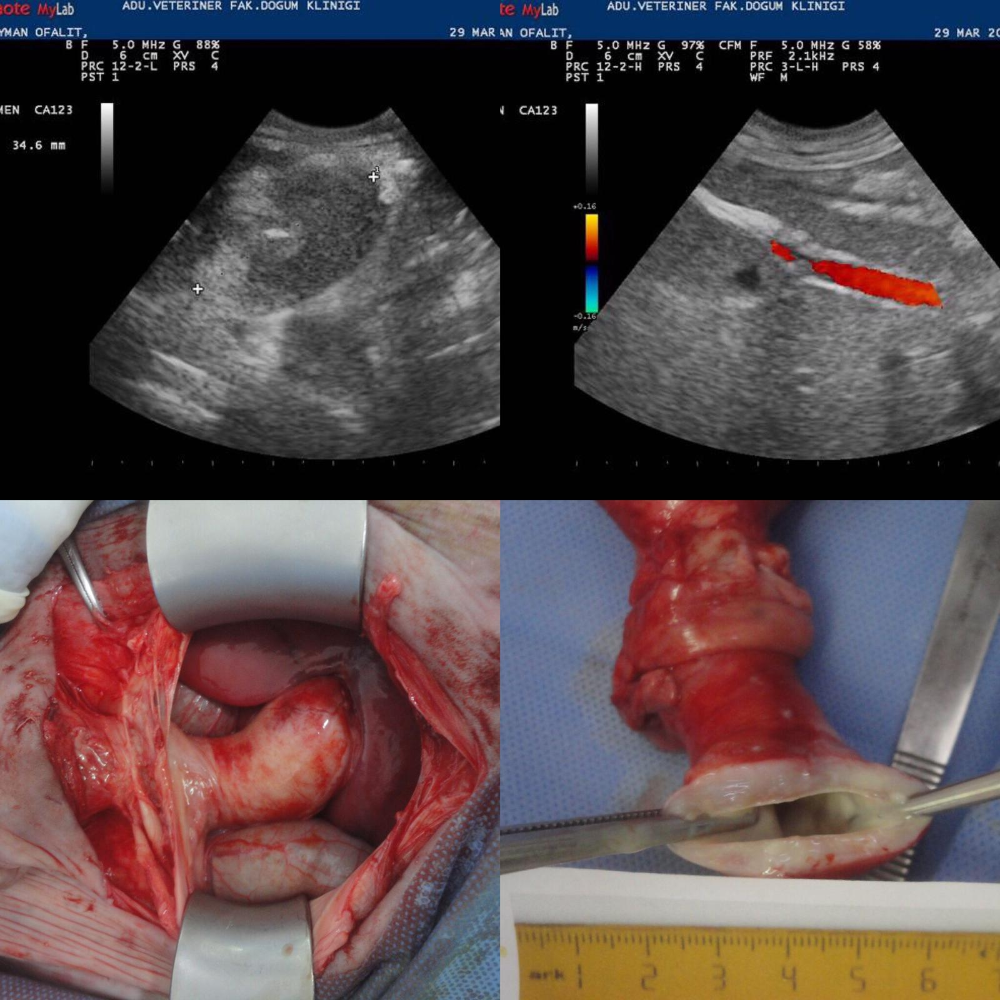 aote MyLab
ADU.VETERINER FAK.DOGUM KLINIGI
YMAN OFALIT,
29 MAR
B F 5.0 MHz G 88%
D 6 cm XV C
PRC 12-2-L PRS 4
PST 1
MEN CA123
34.6 mm
1
te MyLab
ADU.VETERINER FAK.DOGUM KLINIGI
AN OFALIT,
29 MAR 20
B F 5.0 MHz G 97% CFM F 5.0 MHz G 58%
D 6 cm XV C PRF 2.1kHz
PRC 12-2-H PRS 4 PRC 3-L-H PRS 4
PST 1 WF M
N CA123
+0.16
-0.16
m/s
ark 1 2 3 4 5 6